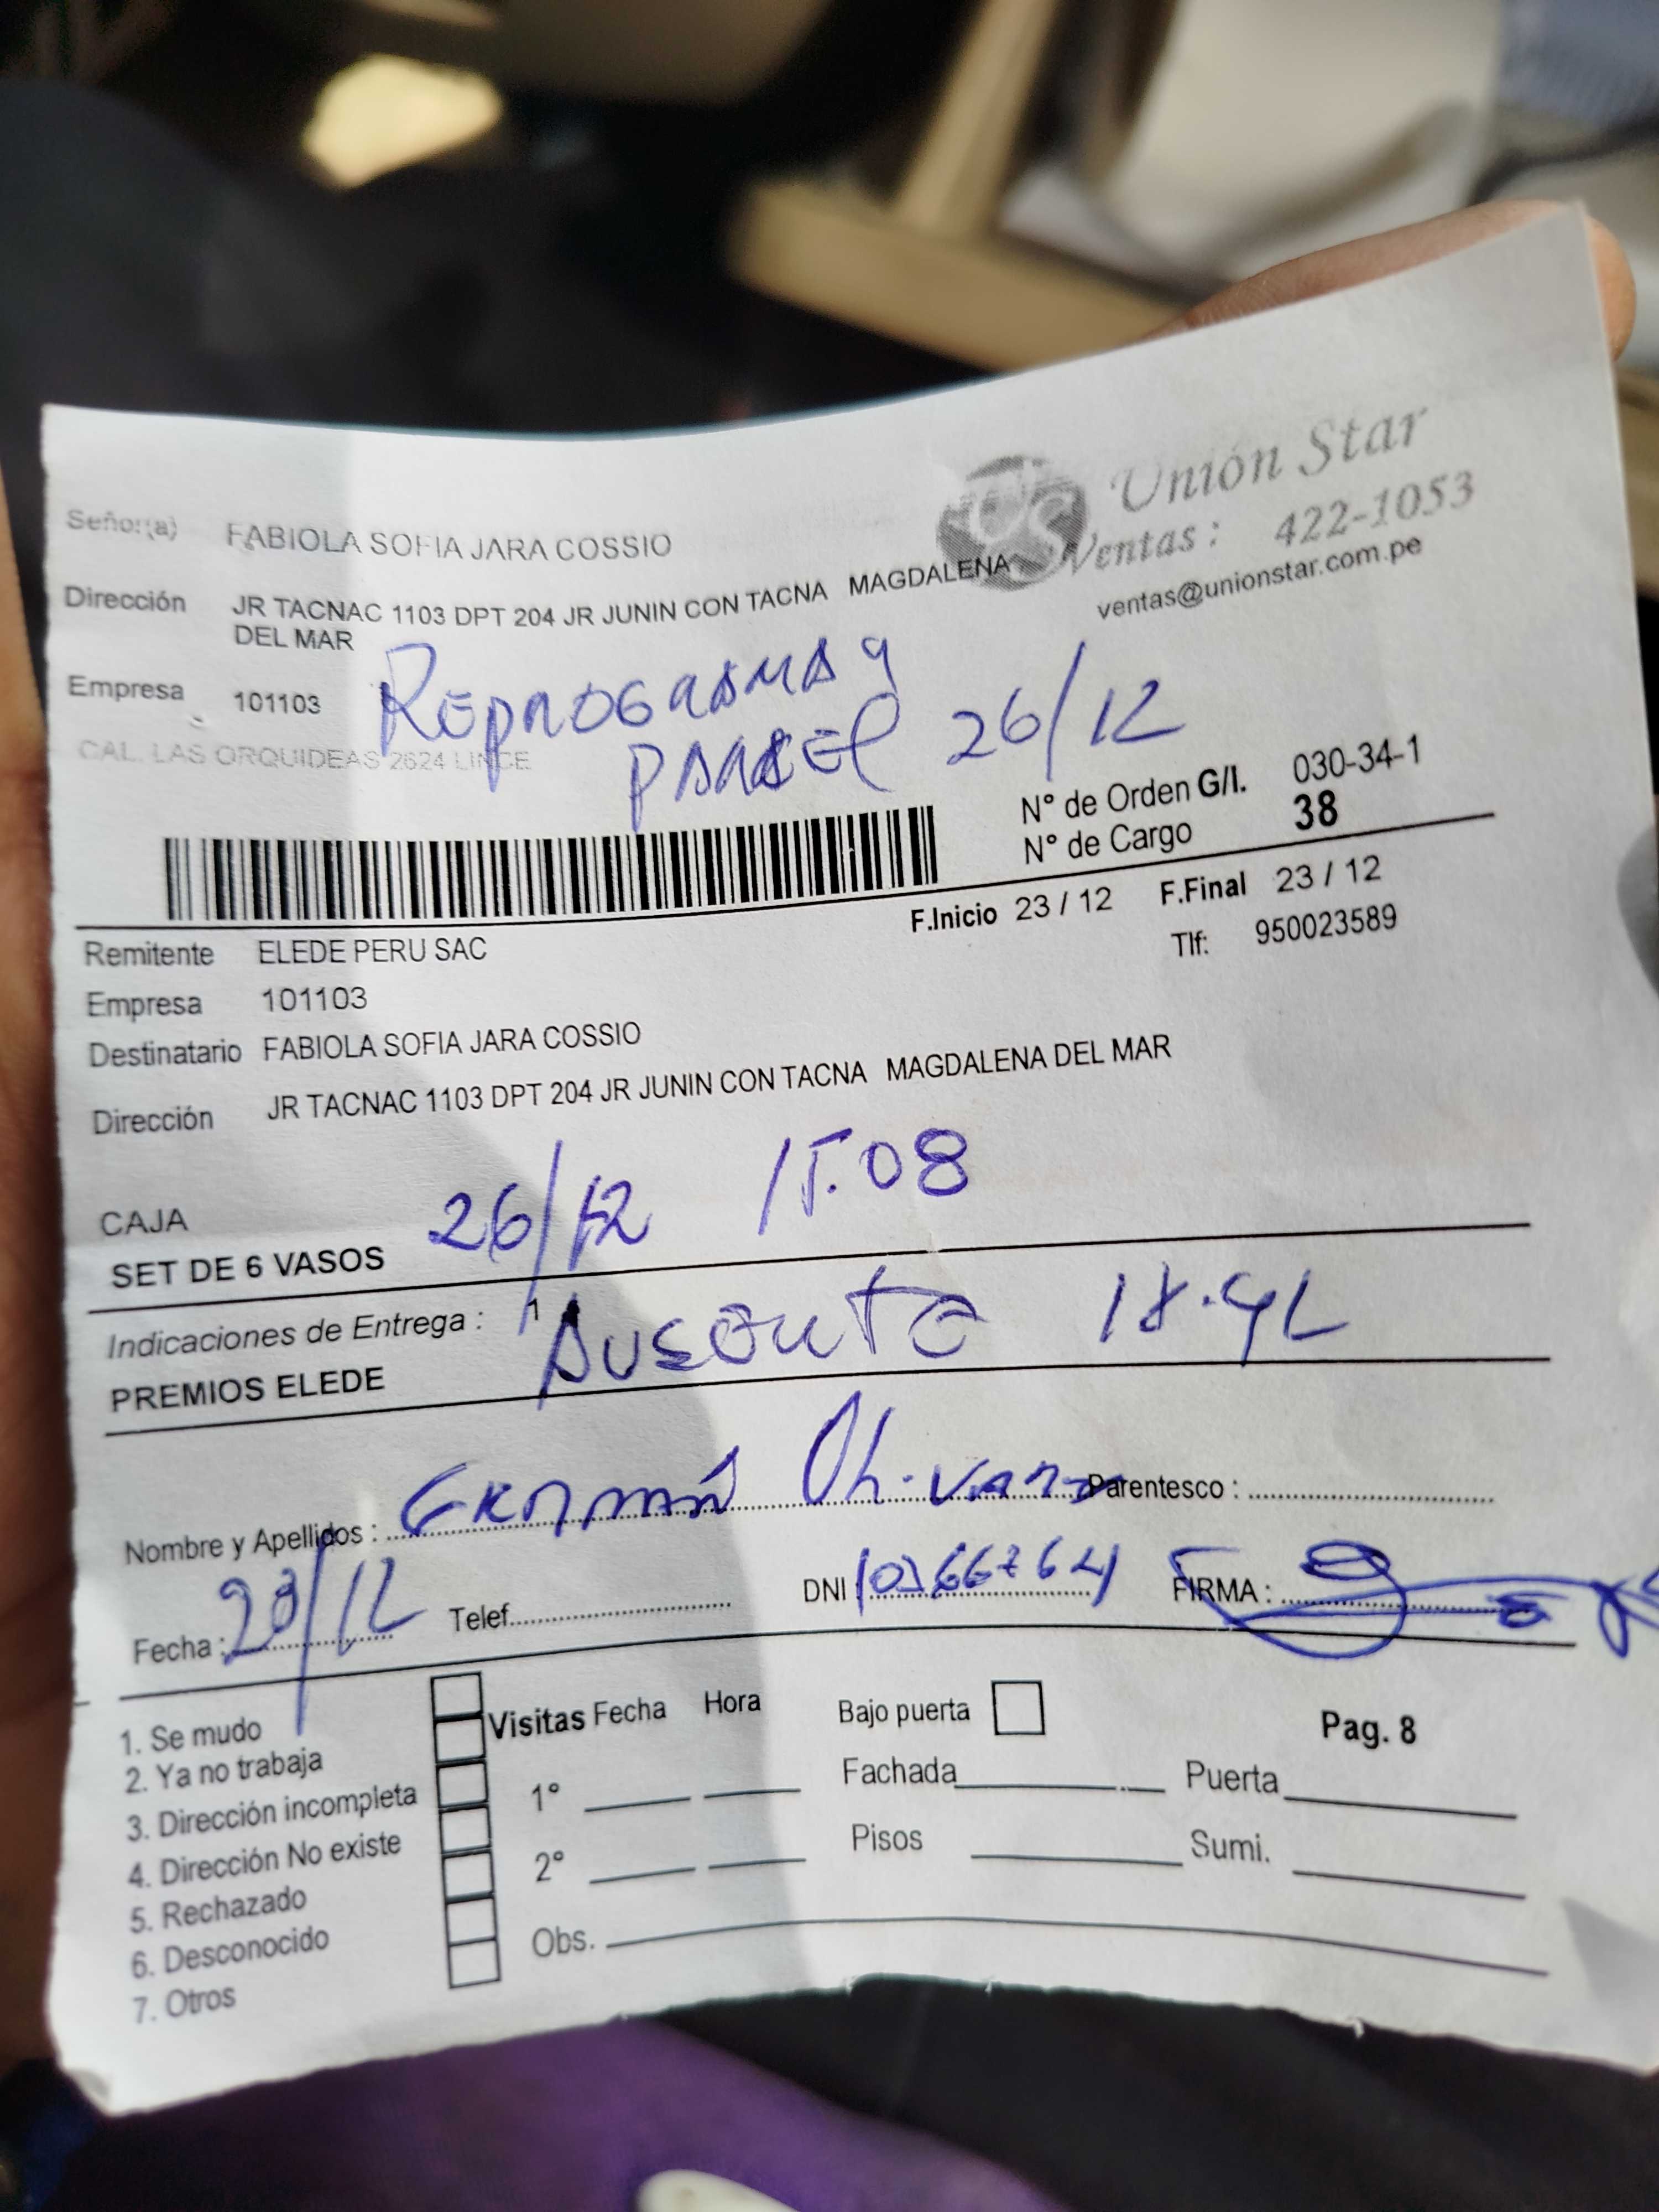 Unión Star
Señor(a) FABIOLA SOFIA JARA COSSIO
Ventas : 422-1053
ventas@unionstar.com.pe
Dirección JR TACNAC 1103 DPT 204 JR JUNIN CON TACNA MAGDALENA
DEL MAR
Empresa 101103
CAL. LAS ORQUIDEAS 2624 LINCE
26/12
N° de Orden G/I. 030-34-1
N° de Cargo 38
F.Inicio 23 / 12 F.Final 23 / 12
Remitente ELEDE PERU SAC
Tlf: 950023589
Empresa 101103
Destinatario FABIOLA SOFIA JARA COSSIO
Dirección JR TACNAC 1103 DPT 204 JR JUNIN CON TACNA MAGDALENA DEL MAR
26/12 15.08
CAJA
SET DE 6 VASOS
Indicaciones de Entrega : 1
Ausente
PREMIOS ELEDE
Nombre y Apellidos : Parentesco :
Fecha : Telef. DNI : FIRMA :
1. Se mudo
2. Ya no trabaja
3. Dirección incompleta
4. Dirección No existe
5. Rechazado
6. Desconocido
7. Otros
Visitas Fecha Hora
1°
2°
Obs.
Bajo puerta
Pag. 8
Fachada Puerta
Pisos Sumi.